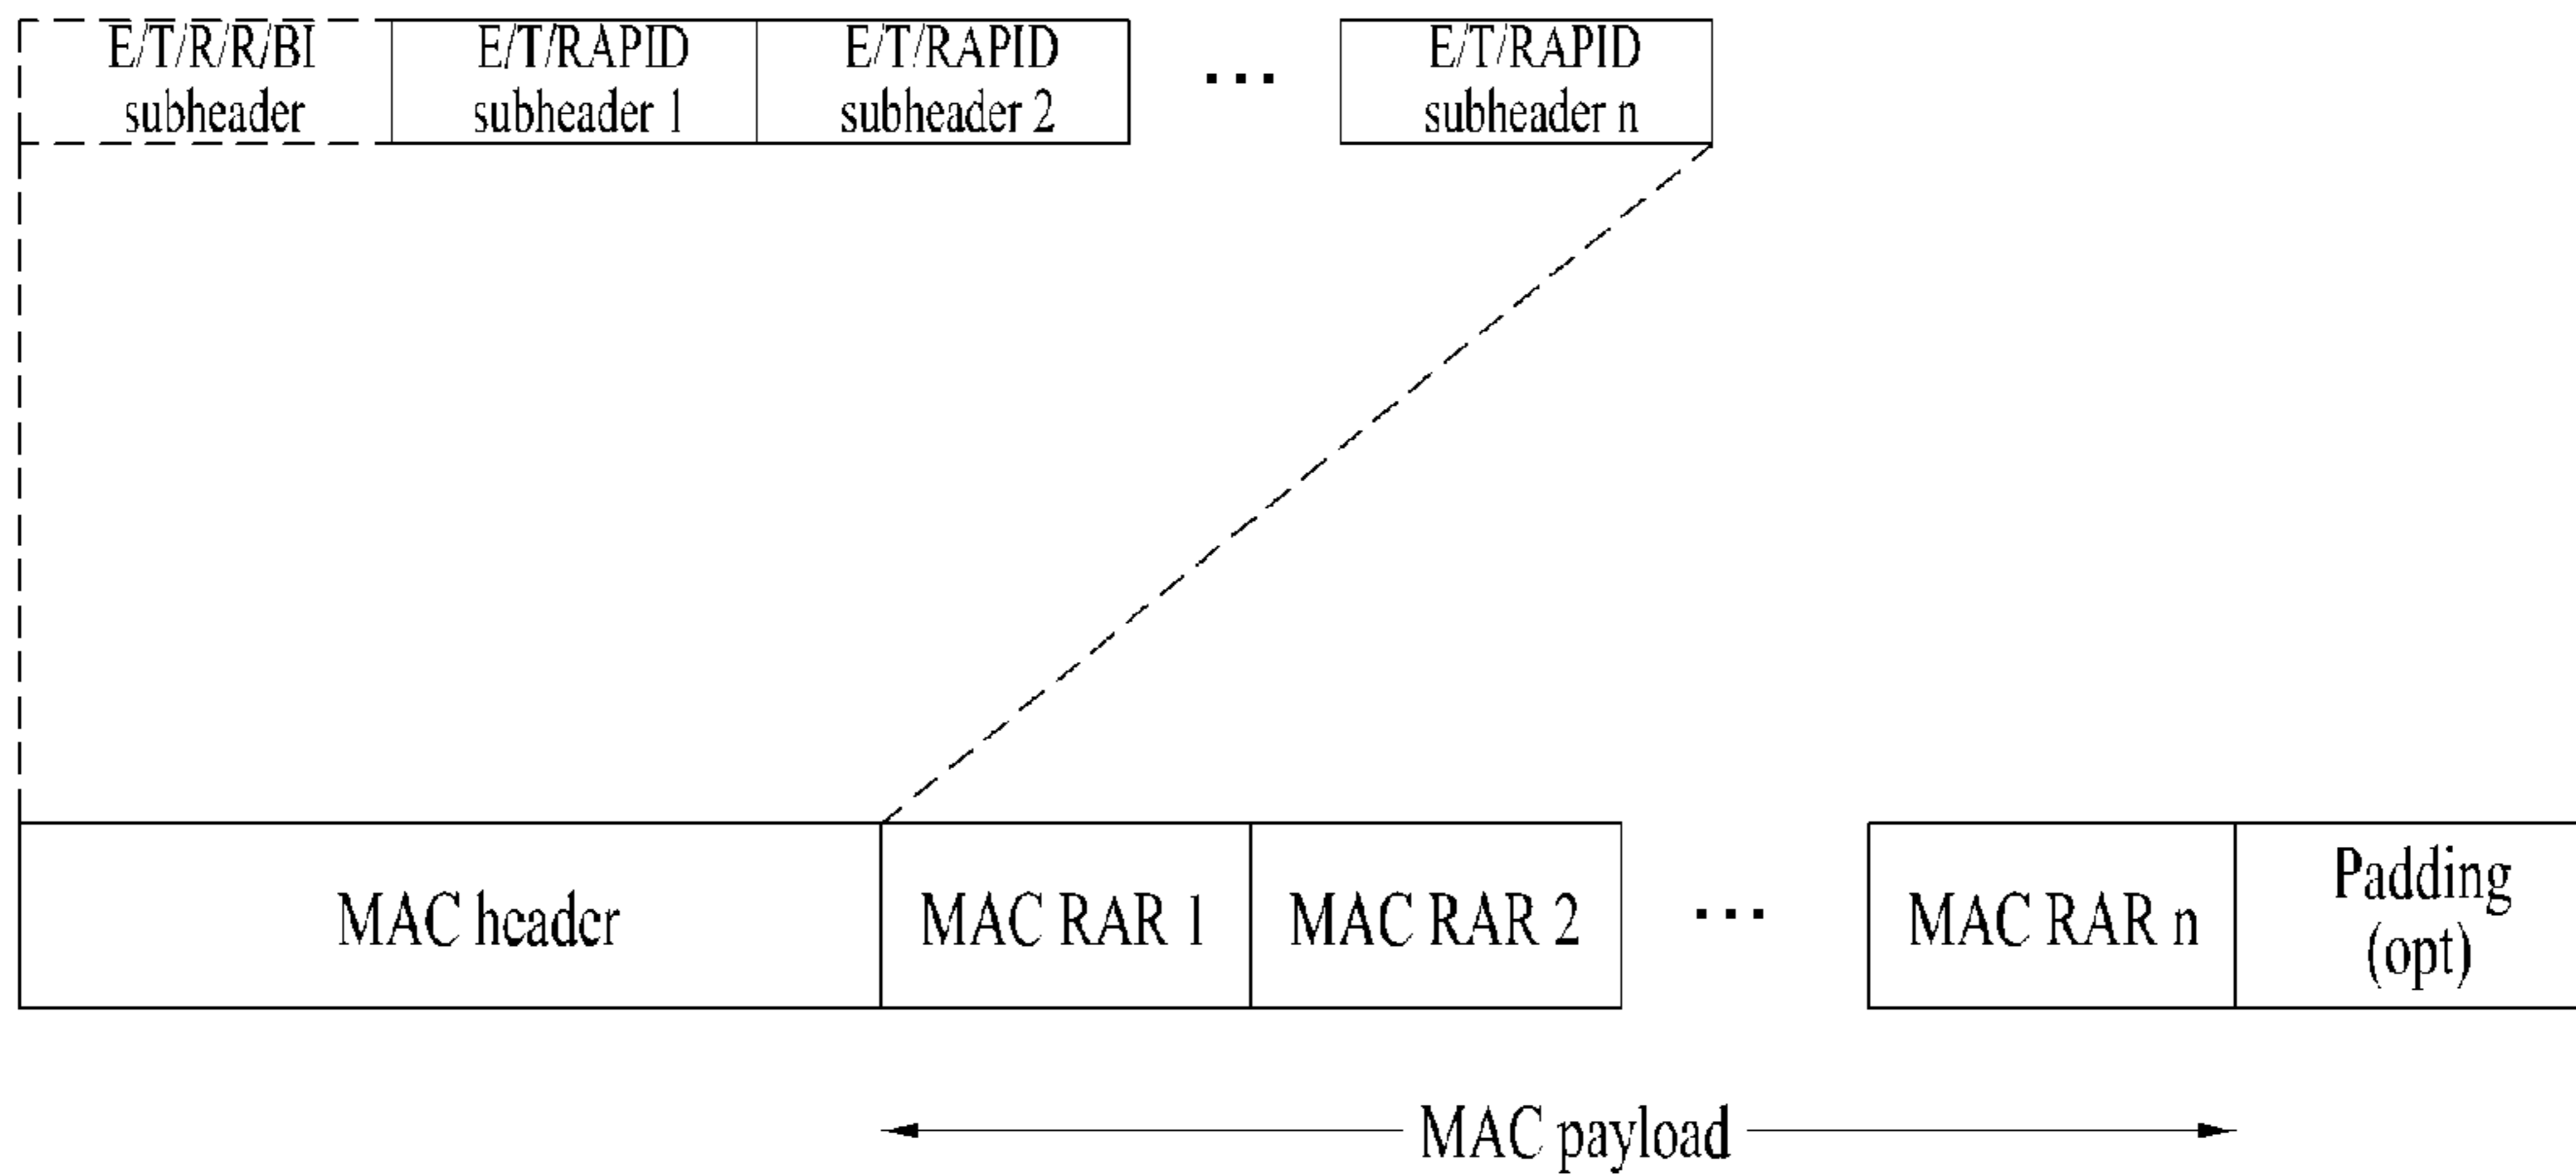 E/T/R/R/BI
subheader
E/T/RAPID
subheader 1
E/T/RAPID
subheader 2
...
E/T/RAPID
subheader n
MAC header
MAC RAR 1
MAC RAR 2
...
MAC RAR n
Padding
(opt)
MAC payload